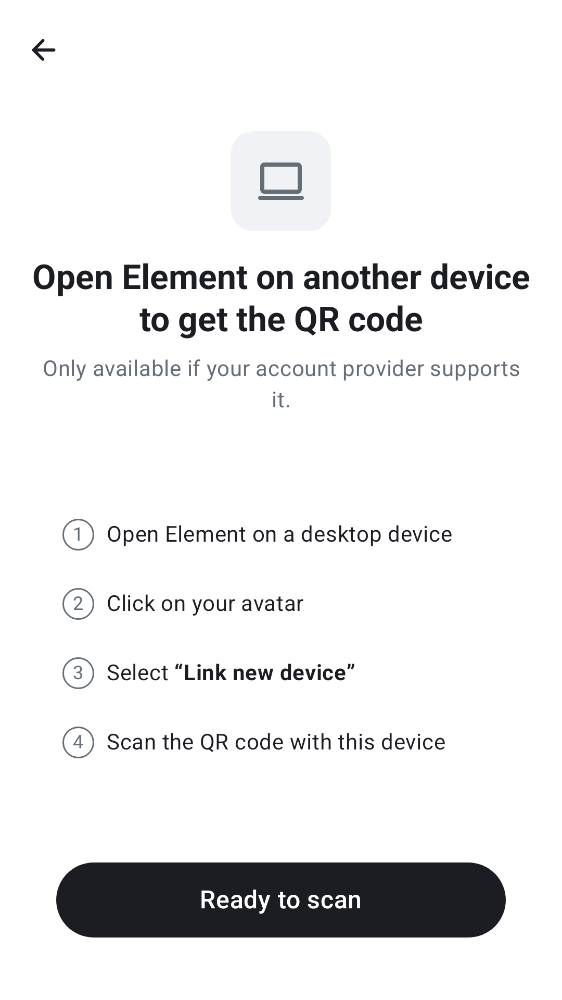 Open Element on another device
to get the QR code
Only available if your account provider supports
it.
1 Open Element on a desktop device
2 Click on your avatar
3 Select “Link new device”
4 Scan the QR code with this device
Ready to scan